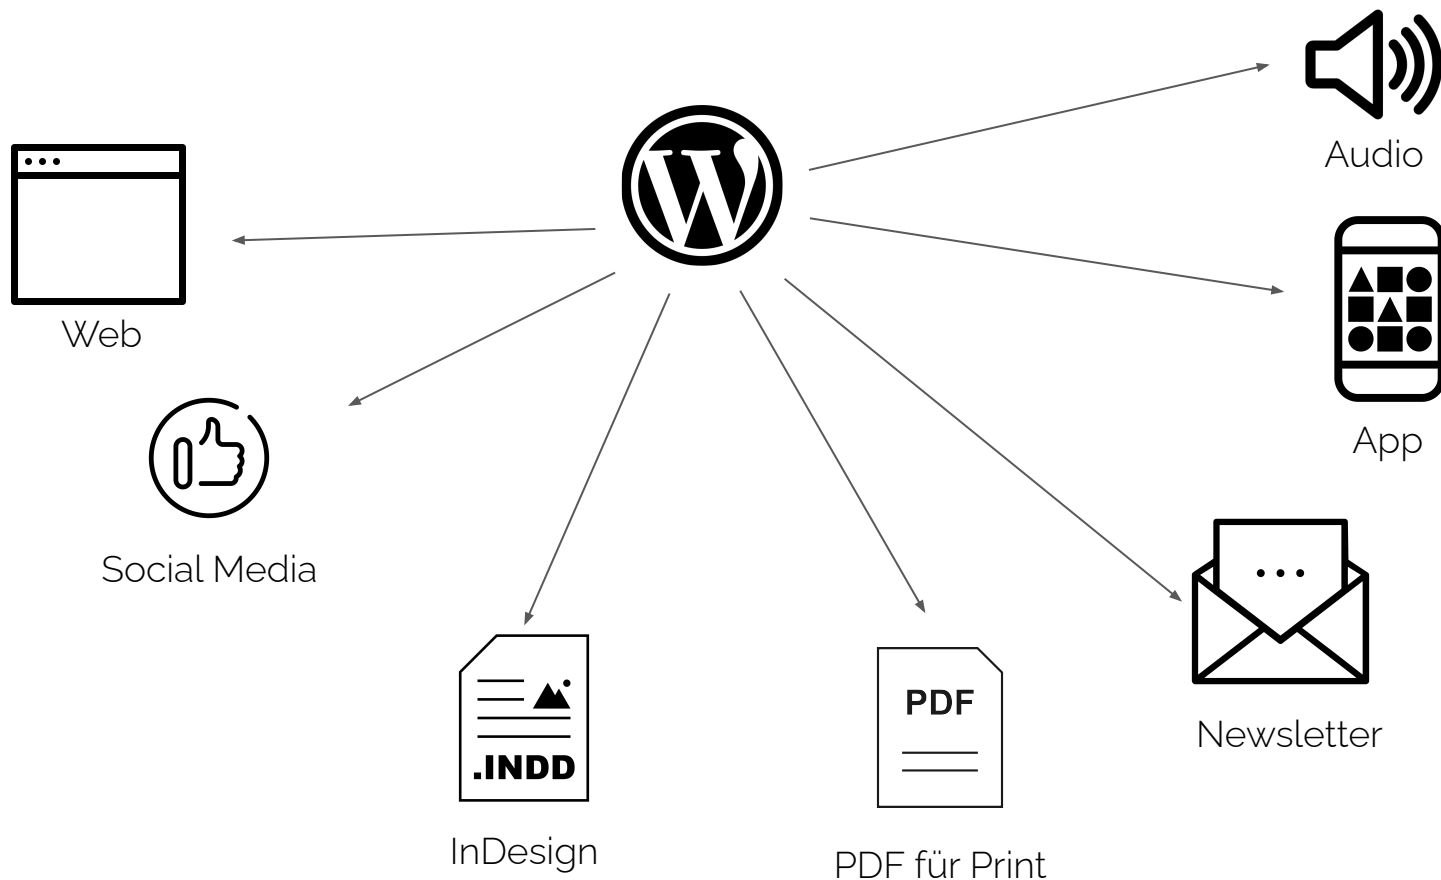 Audio
W
Web
App
Social Media
Newsletter
.INDD
InDesign
PDF
PDF für Print